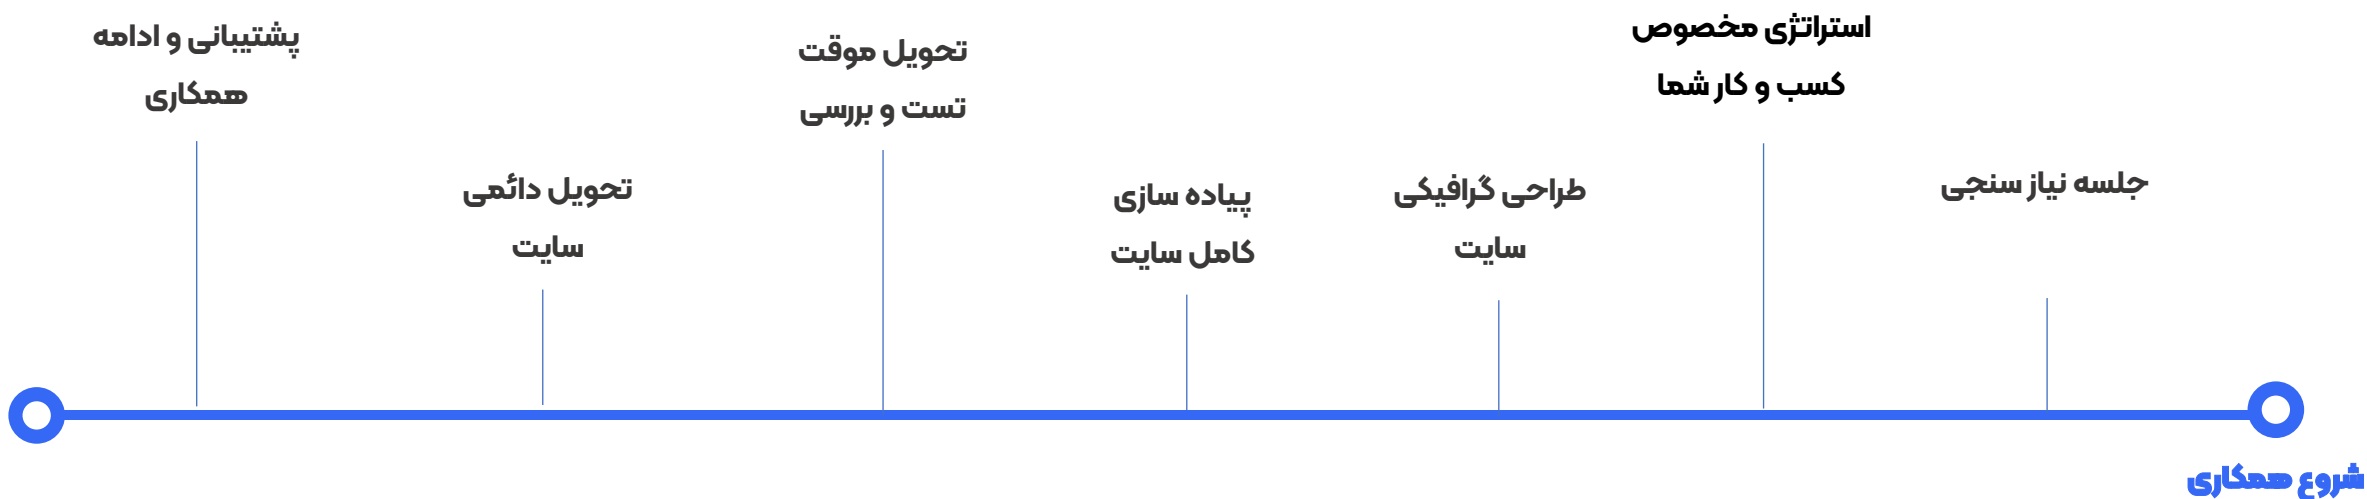 شروع همکاری
جلسه نیاز سنجی
استراتژی مخصوص
کسب و کار شما
طراحی گرافیکی
سایت
پیاده سازی
کامل سایت
تحویل موقت
تست و بررسی
تحویل دائمی
سایت
پشتیبانی و ادامه
همکاری